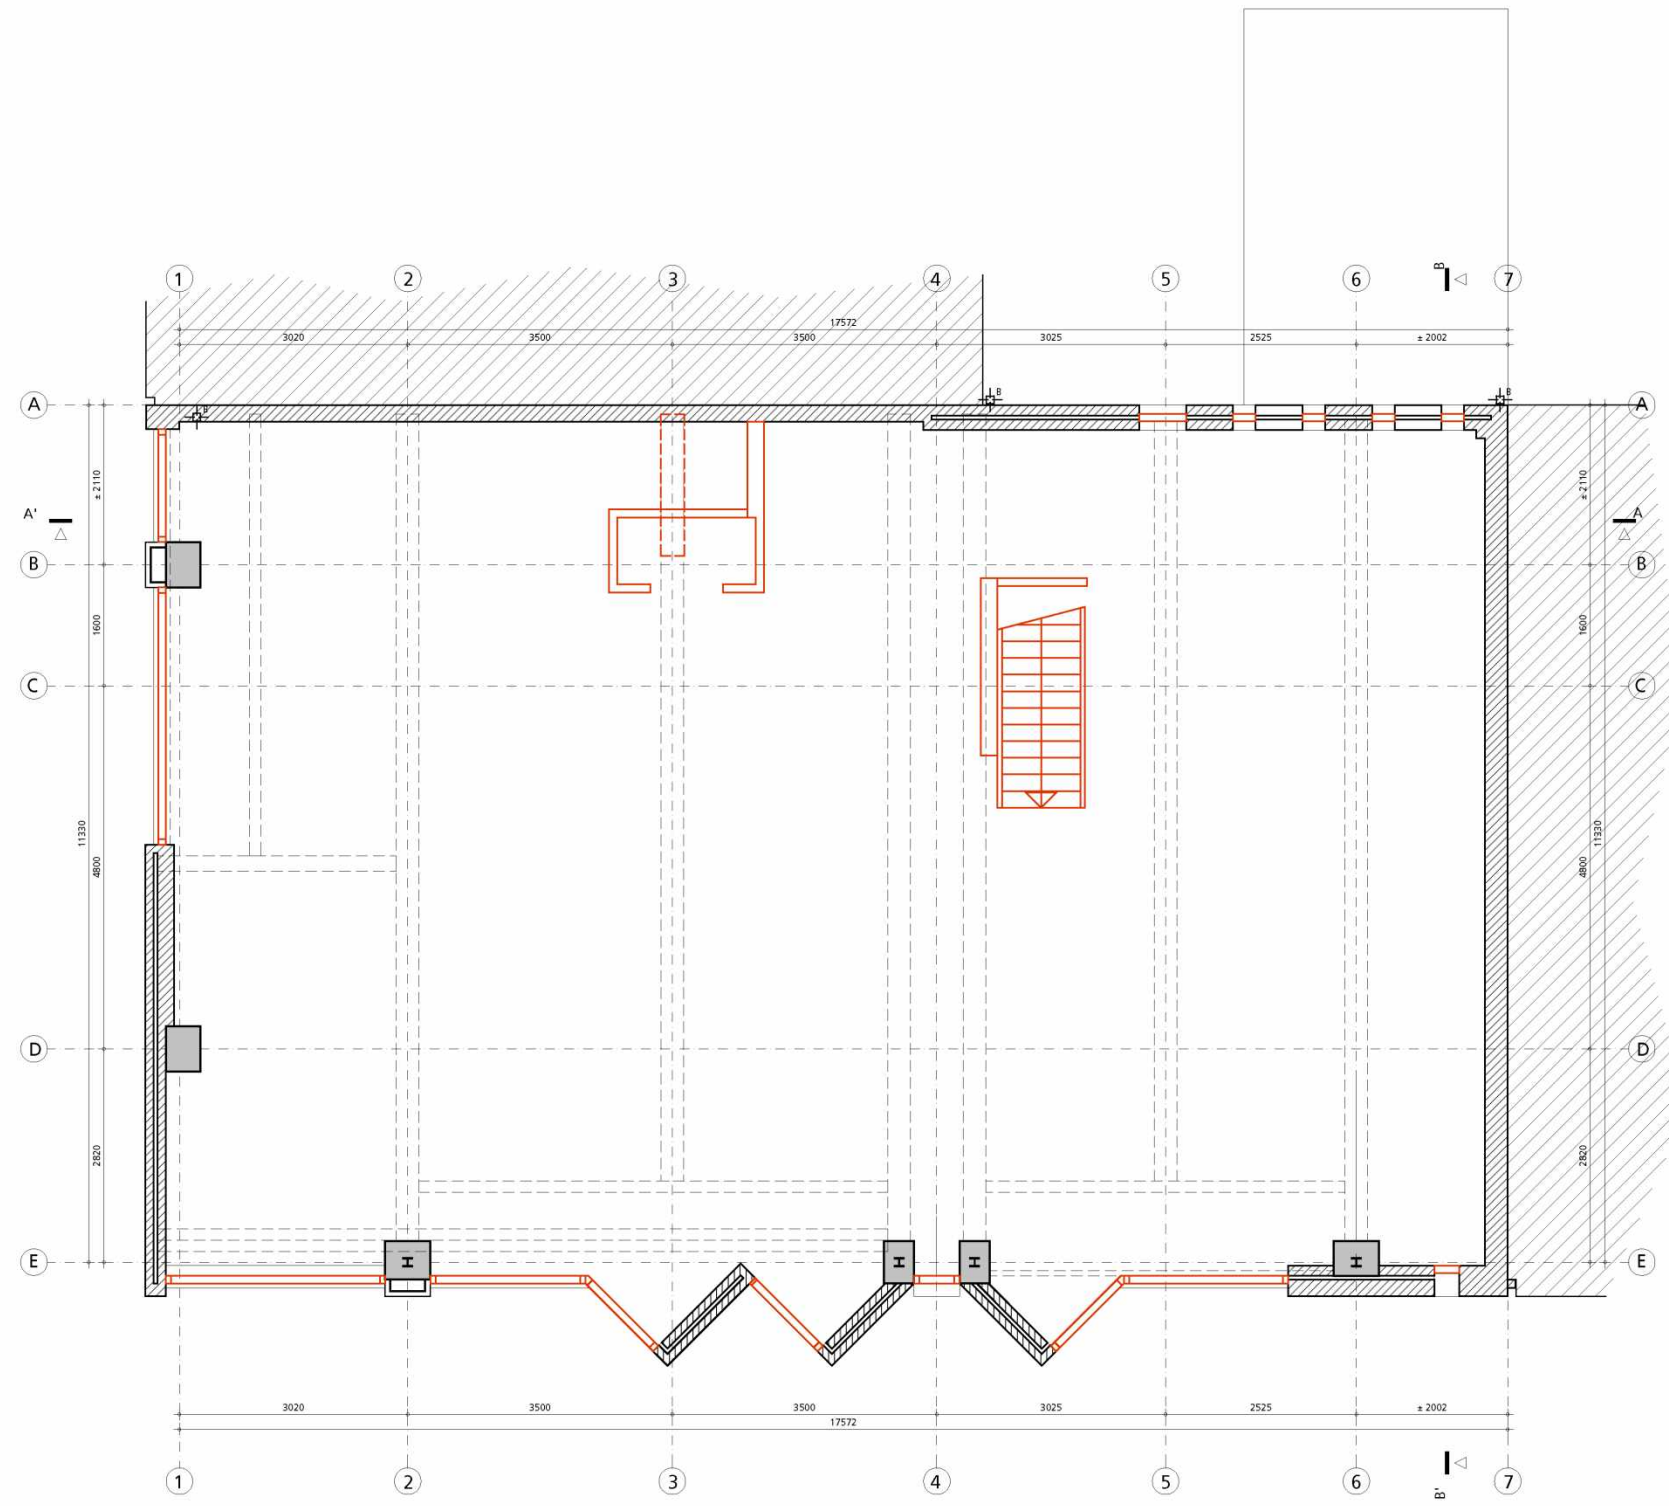 B
1 2 3 4 5 6 7
17572
3020 3500 3500 3025 2525 ± 2002
A B B B A
± 2110 ± 2110
A' A
B B
1600 1600
C C
11330 11330
4800 4800
D D
2820 2820
E H H H H E
3020 3500 3500 3025 2525 ± 2002
17572
1 2 3 4 5 6 7
B'